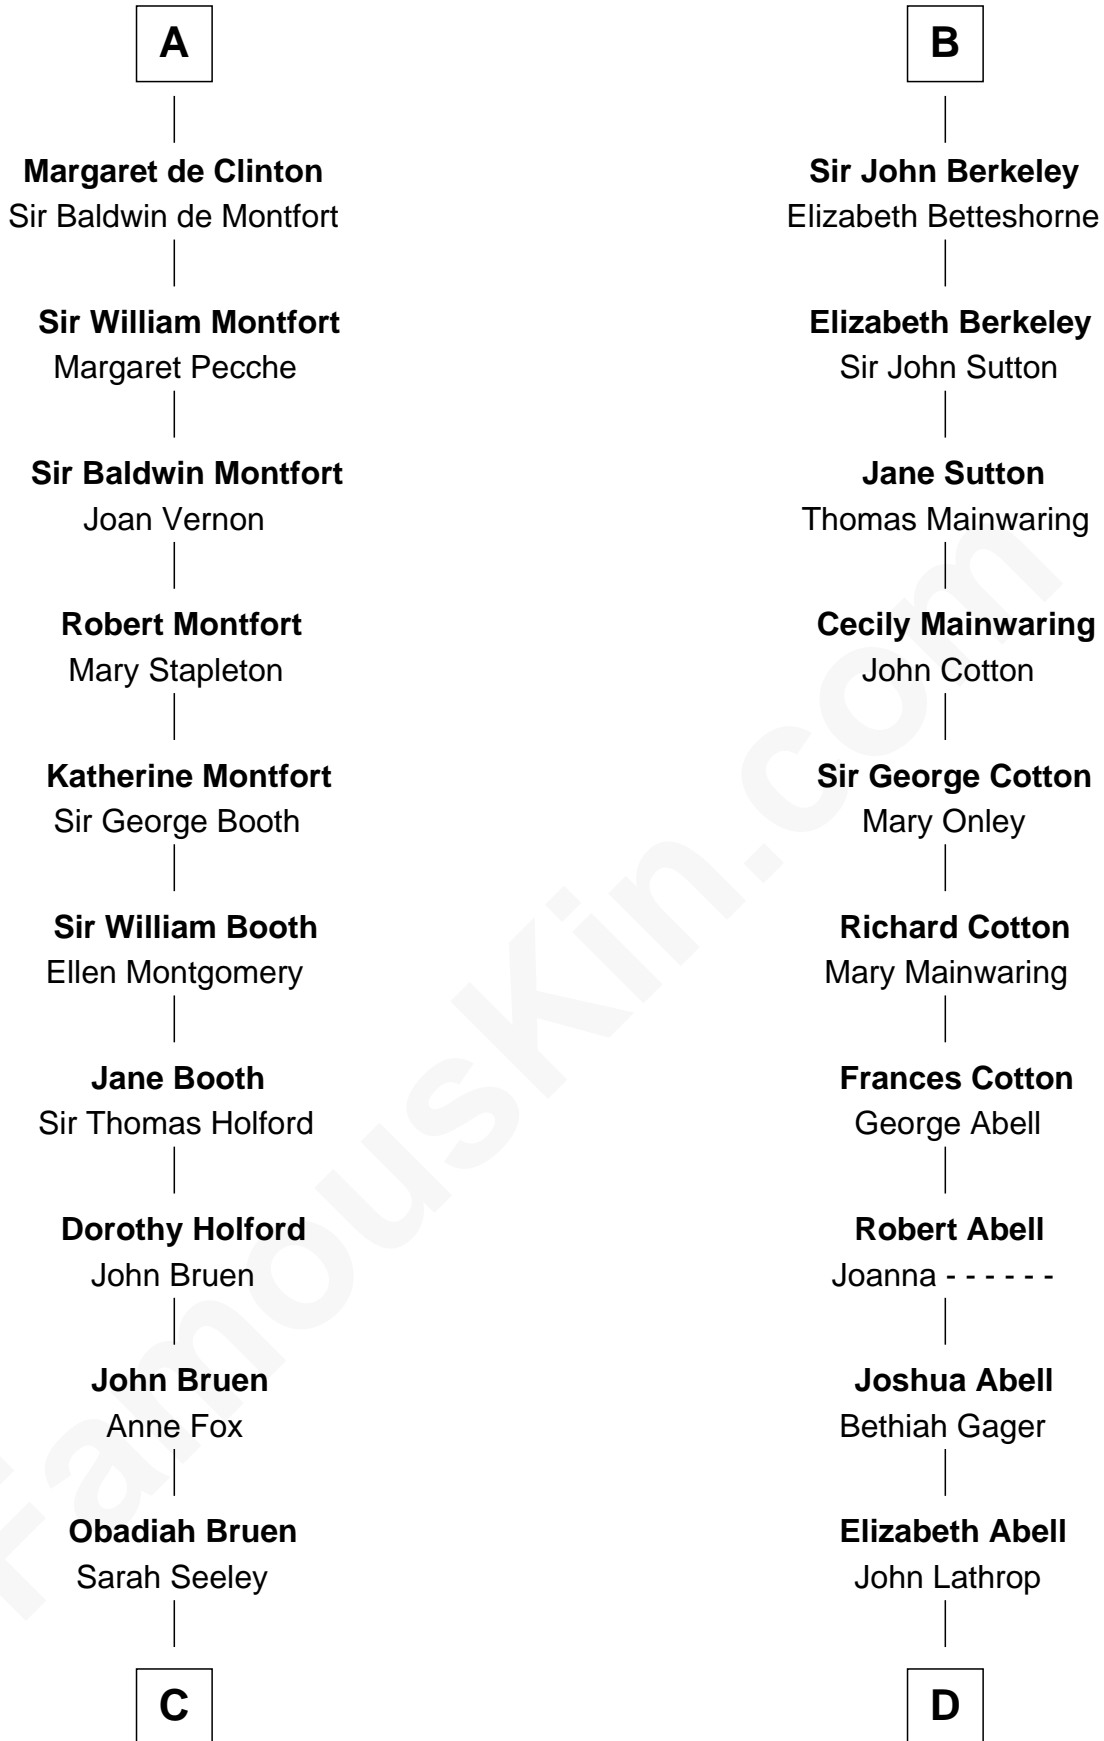 A
Margaret de Clinton
Sir Baldwin de Montfort
Sir William Montfort
Margaret Pecche
Sir Baldwin Montfort
Joan Vernon
Robert Montfort
Mary Stapleton
Katherine Montfort
Sir George Booth
Sir William Booth
Ellen Montgomery
Jane Booth
Sir Thomas Holford
Dorothy Holford
John Bruen
John Bruen
Anne Fox
Obadiah Bruen
Sarah Seeley
C
B
Sir John Berkeley
Elizabeth Betteshorne
Elizabeth Berkeley
Sir John Sutton
Jane Sutton
Thomas Mainwaring
Cecily Mainwaring
John Cotton
Sir George Cotton
Mary Onley
Richard Cotton
Mary Mainwaring
Frances Cotton
George Abell
Robert Abell
Joanna - - - - - -
Joshua Abell
Bethiah Gager
Elizabeth Abell
John Lathrop
D
FamousKin.com